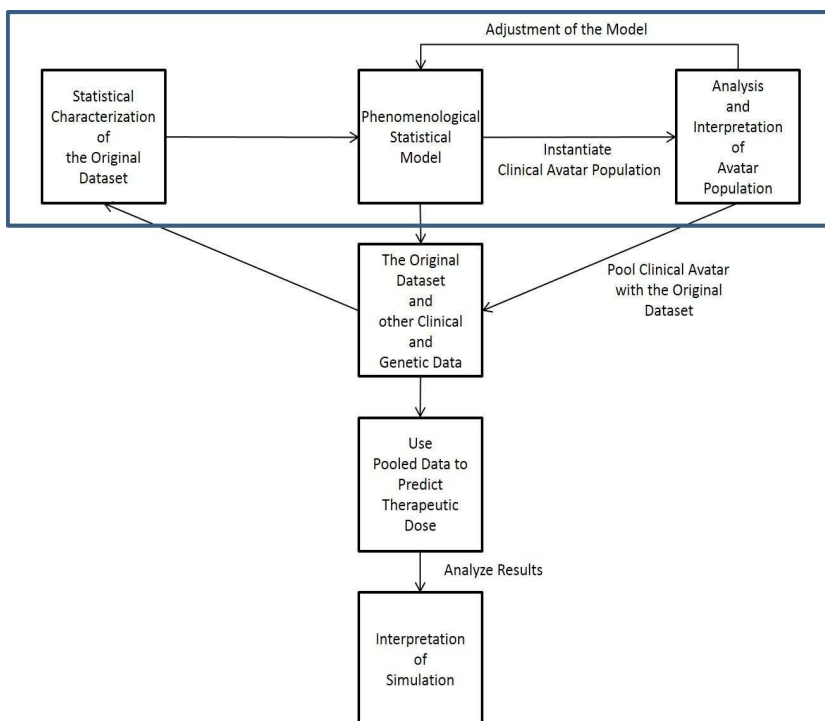 Adjustment of the Model
Statistical
Characterization
of
the Original
Dataset
Phenomenological
Statistical
Model
Instantiate
Clinical Avatar Population
Analysis
and
Interpretation
of
Avatar
Population
The Original
Dataset
and
other Clinical
and
Genetic Data
Pool Clinical Avatar
with the Original
Dataset
Use
Pooled Data to
Predict
Therapeutic
Dose
Analyze Results
Interpretation
of
Simulation